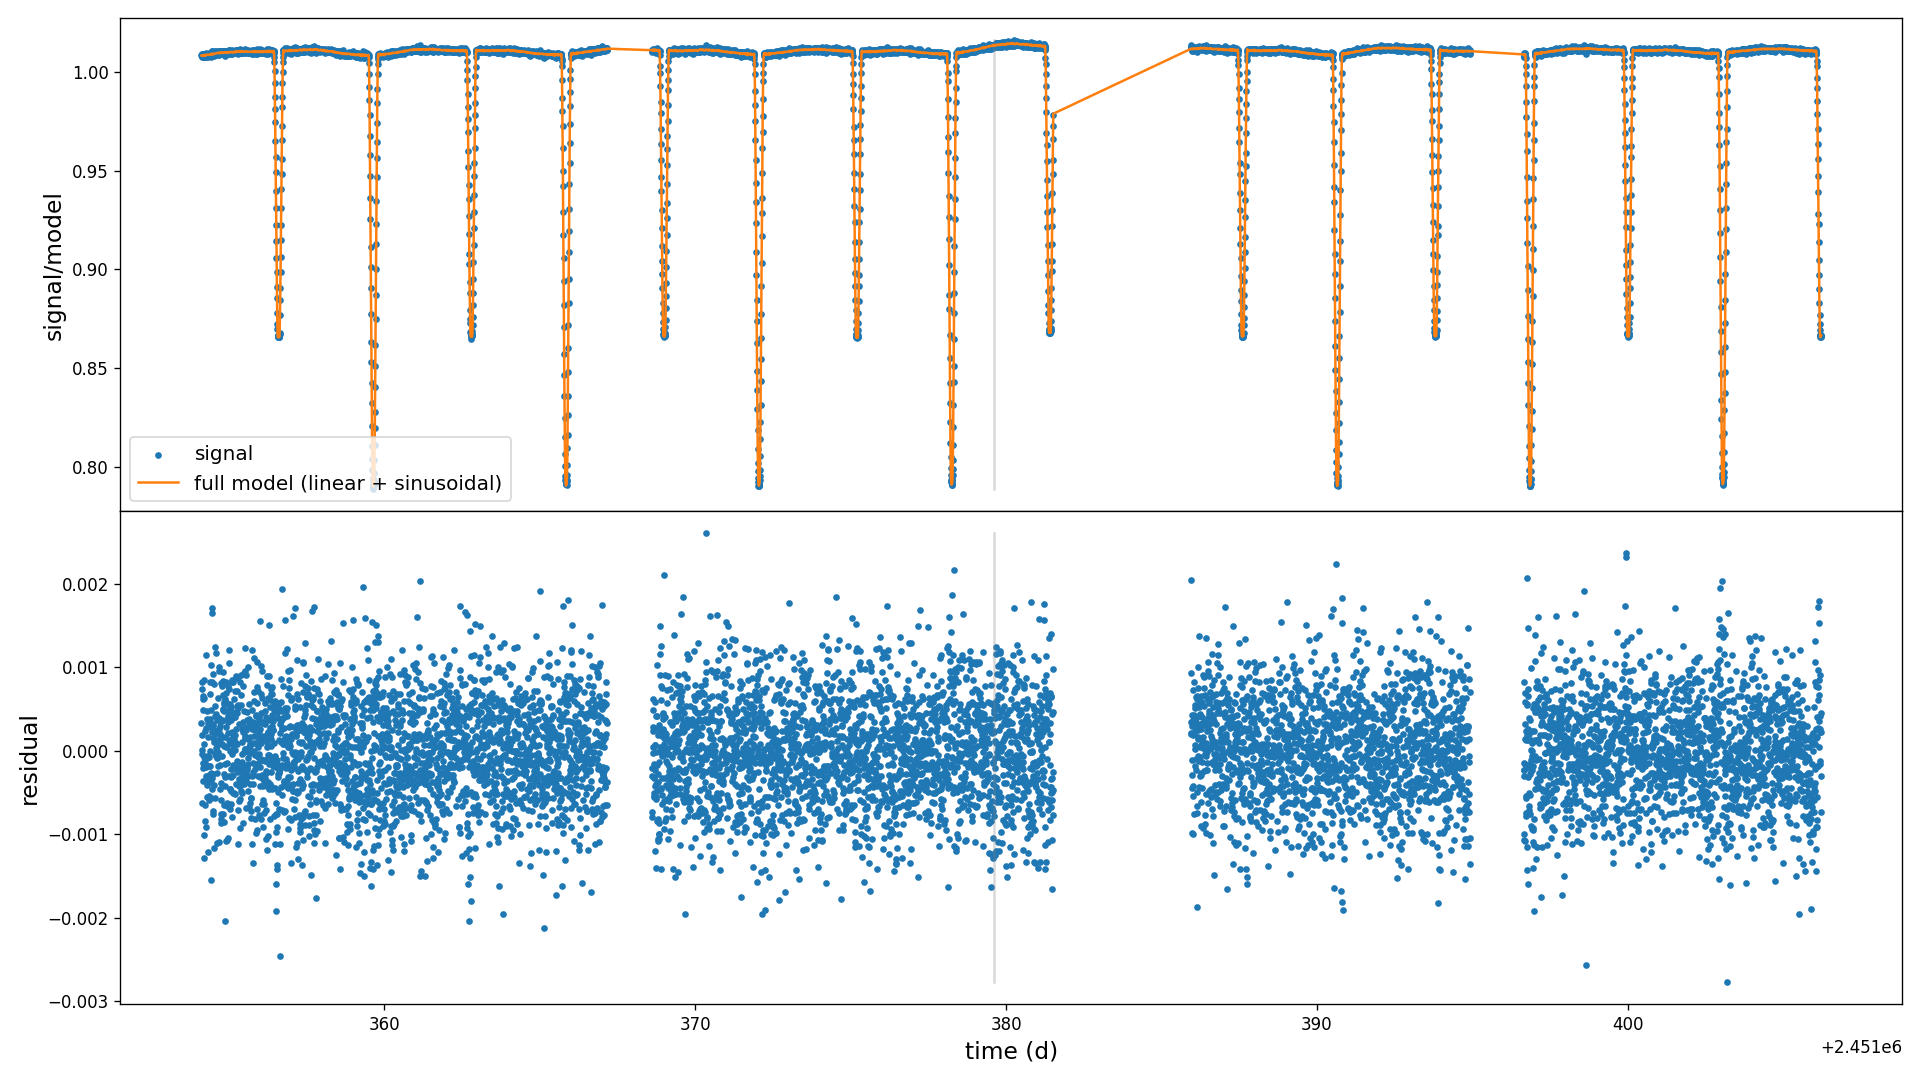 1.00
0.95
0.90
0.85
0.80
signal/model
signal
full model (linear + sinusoidal)
0.002
0.001
0.000
−0.001
−0.002
−0.003
residual
360
370
380
390
400
time (d)
+2.451e6